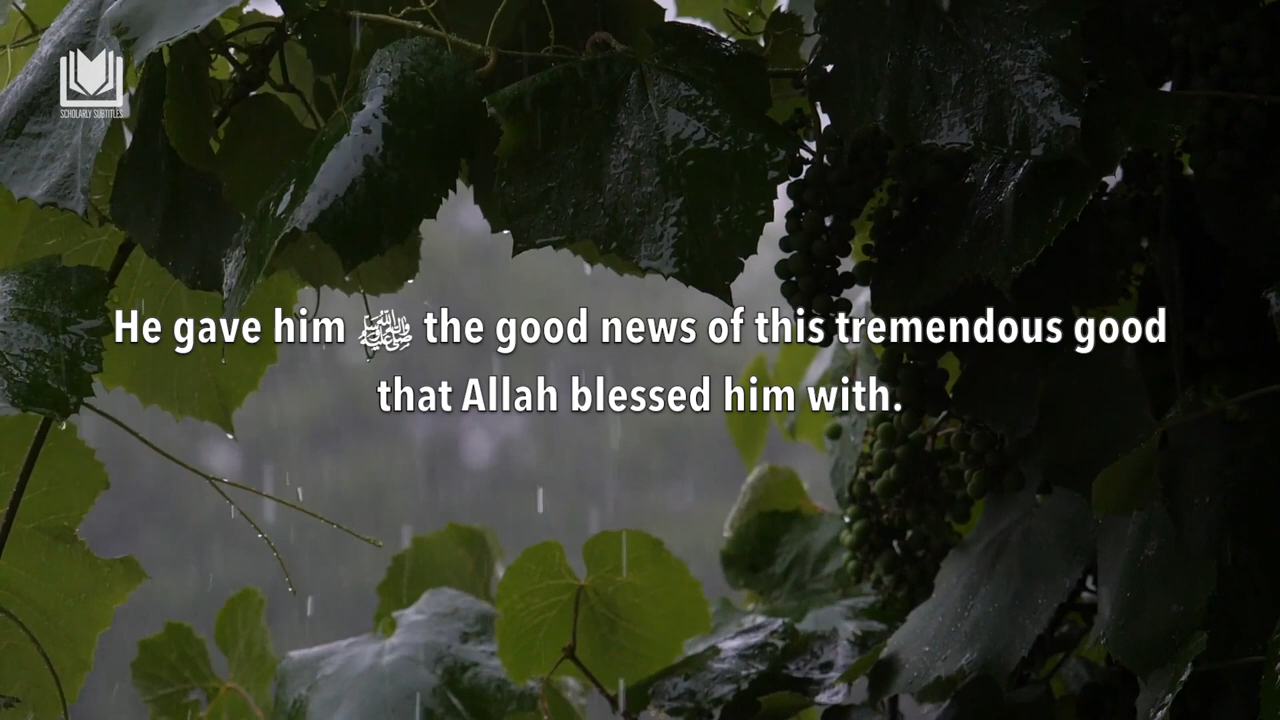 SCHOLARLY SUBTITLES
He gave him ﷺ the good news of this tremendous good
that Allah blessed him with.